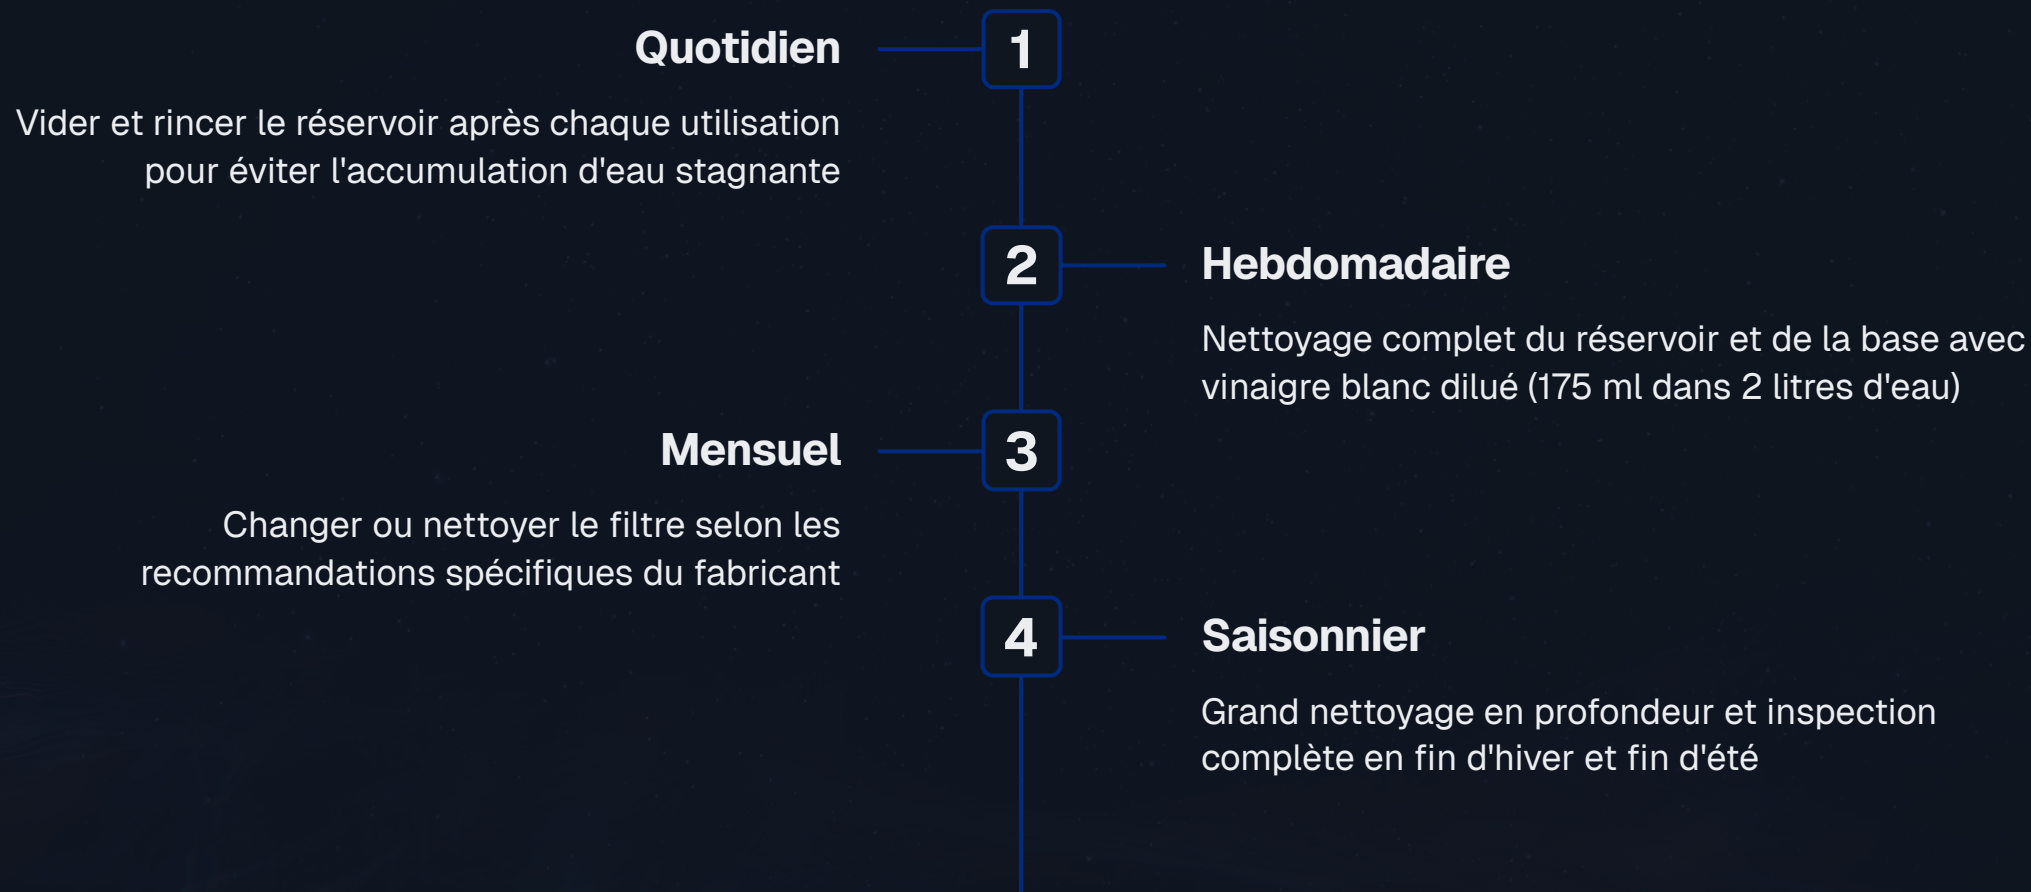 Quotidien
1
Vider et rincer le réservoir après chaque utilisation
pour éviter l'accumulation d'eau stagnante
2
Hebdomadaire
Nettoyage complet du réservoir et de la base avec
vinaigre blanc dilué (175 ml dans 2 litres d'eau)
Mensuel
3
Changer ou nettoyer le filtre selon les
recommandations spécifiques du fabricant
4
Saisonnier
Grand nettoyage en profondeur et inspection
complète en fin d'hiver et fin d'été